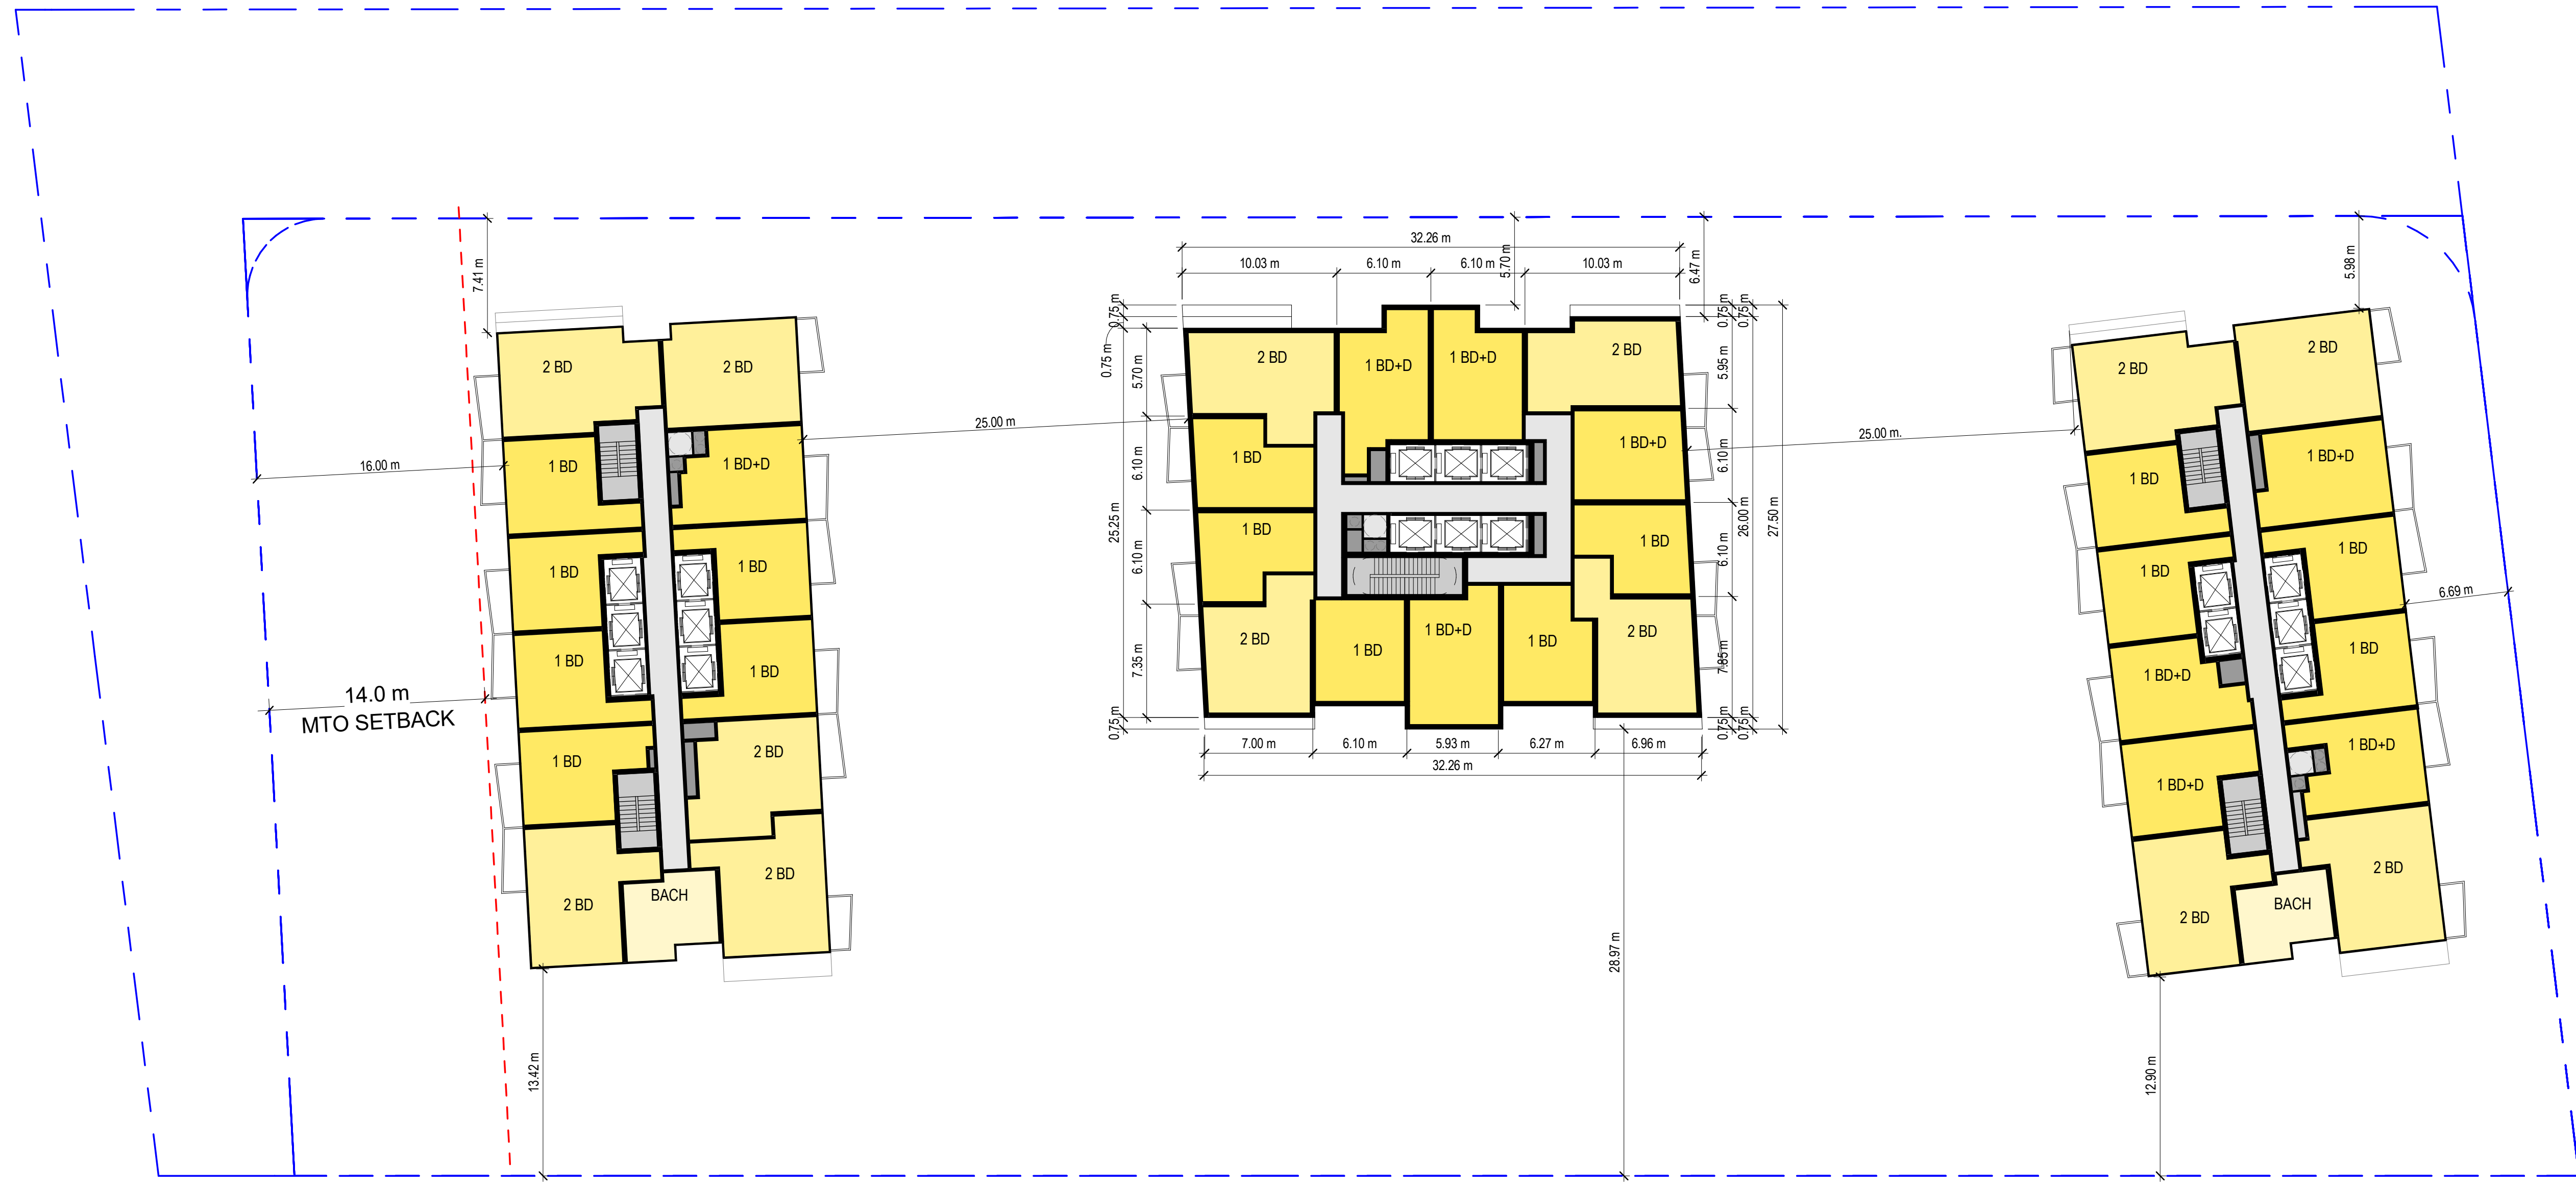 7.41 m
16.00 m
14.0 m
MTO SETBACK
13.42 m
2 BD
2 BD
1 BD
1 BD+D
1 BD
1 BD
1 BD
1 BD
1 BD
2 BD
2 BD
2 BD
BACH
25.00 m
32.26 m
10.03 m
6.10 m
6.10 m
10.03 m
5.70 m
6.47 m
0.75 m
0.75 m
5.70 m
6.10 m
25.25 m
6.10 m
7.35 m
0.75 m
2 BD
1 BD+D
1 BD+D
2 BD
1 BD
1 BD+D
1 BD
1 BD
2 BD
1 BD
1 BD+D
1 BD
2 BD
0.75 m
0.75 m
5.95 m
6.10 m
26.00 m
27.50 m
6.10 m
7.85 m
0.75 m
0.75 m
7.00 m
6.10 m
5.93 m
6.27 m
6.96 m
32.26 m
28.97 m
25.00 m.
5.98 m
2 BD
2 BD
1 BD
1 BD+D
1 BD
1 BD
1 BD+D
1 BD
1 BD+D
1 BD+D
2 BD
2 BD
BACH
6.69 m
12.90 m